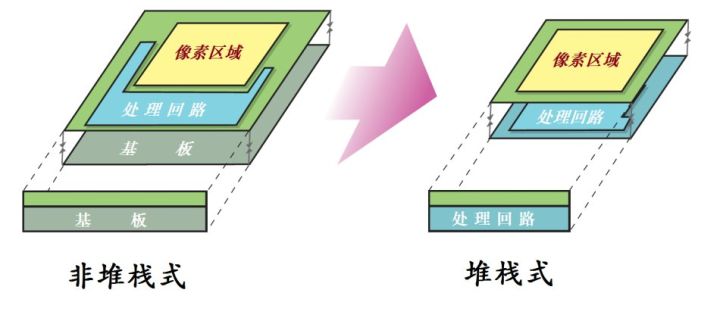 像素区域
处理回路
基 板
基 板
非堆栈式
像素区域
处理回路
处理回路
堆栈式